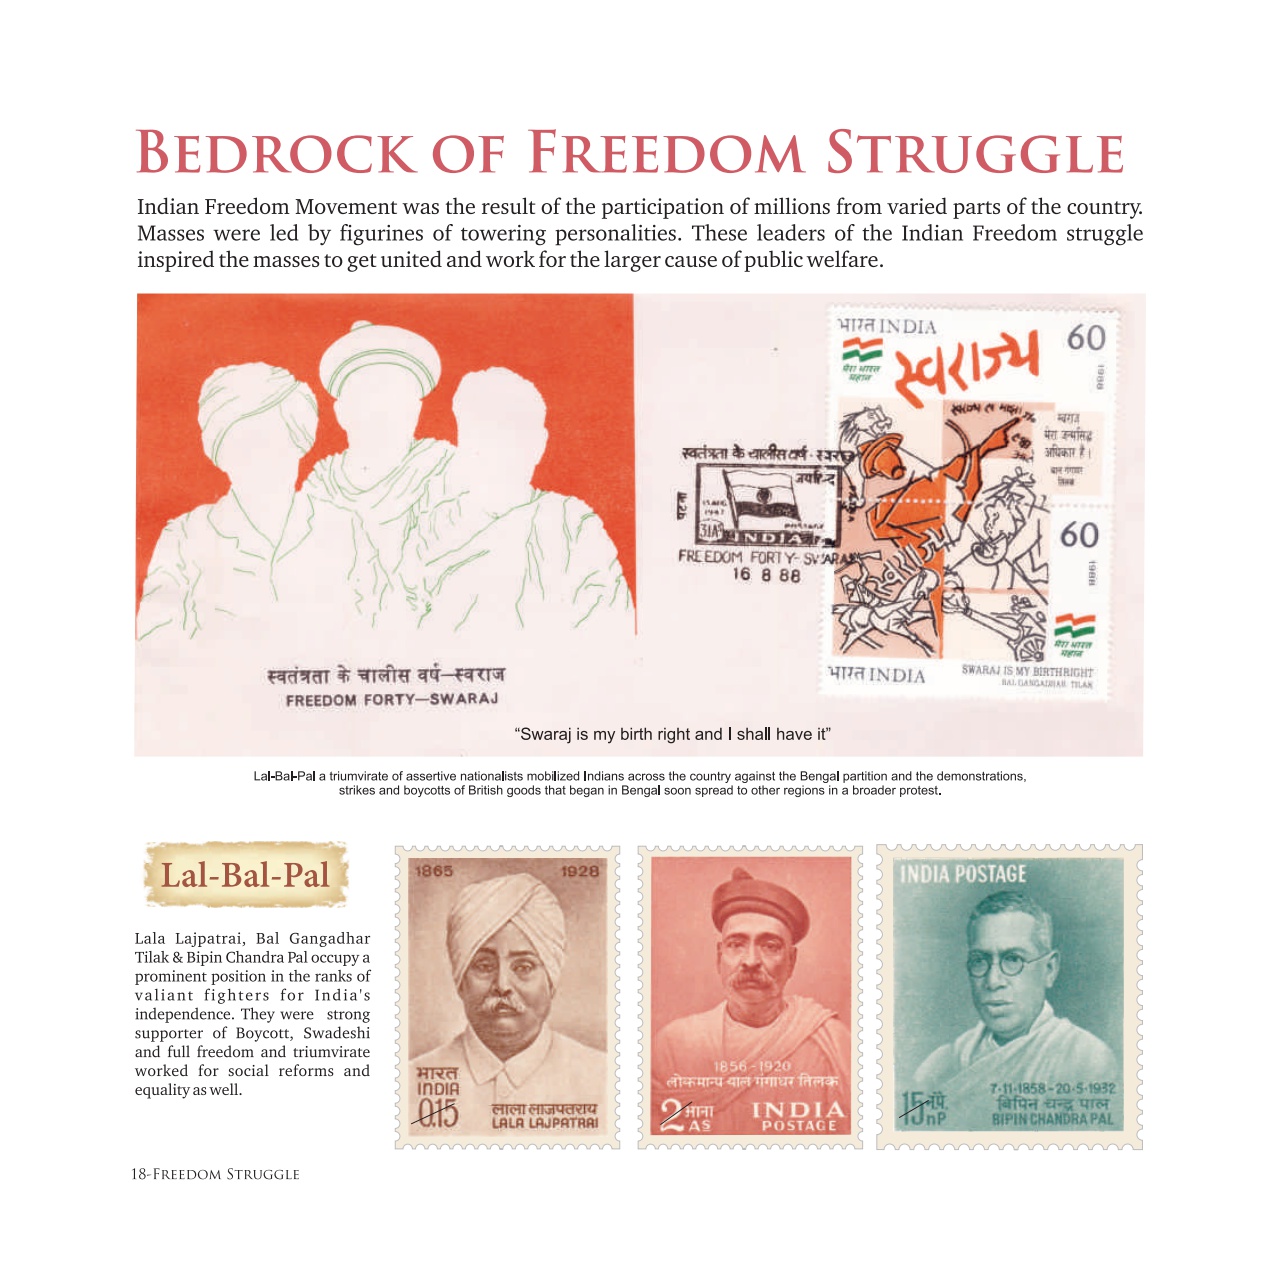 BEDROCK OF FREEDOM STRUGGLE
Indian Freedom Movement was the result of the participation of millions from varied parts of the country.
Masses were led by figurines of towering personalities. These leaders of the Indian Freedom struggle
inspired the masses to get united and work for the larger cause of public welfare.
भारत INDIA
60
1988
स्वराज्य
मेरा भारत
महान
स्वराज
मेरा जन्मसिद्ध
अधिकार है।
बाल गंगाधर
तिलक
स्वतंत्रता के चालीस वर्ष - स्वराज
जयहिन्द
पटना
15 AUG
1947
INDIA
FREEDOM FORTY-SWARAJ
16 8 88
60
1988
मेरा भारत
महान
भारत INDIA
SWARAJ IS MY BIRTHRIGHT
BAL GANGADHAR TILAK
स्वतंत्रता के चालीस वर्ष—स्वराज
FREEDOM FORTY—SWARAJ
“Swaraj is my birth right and I shall have it”
Lal-Bal-Pal a triumvirate of assertive nationalists mobilized Indians across the country against the Bengal partition and the demonstrations,
strikes and boycotts of British goods that began in Bengal soon spread to other regions in a broader protest.
Lal-Bal-Pal
Lala Lajpatrai, Bal Gangadhar
Tilak & Bipin Chandra Pal occupy a
prominent position in the ranks of
valiant fighters for India's
independence. They were strong
supporter of Boycott, Swadeshi
and full freedom and triumvirate
worked for social reforms and
equality as well.
1865 1928
भारत
INDIA
0.15
लाला लाजपतराय
LALA LAJPATRAI
1856-1920
लोकमान्य बाल गंगाधर तिलक
2 आना
AS
INDIA
POSTAGE
INDIA POSTAGE
7-11-1858 - 20-5-1932
बिपिन चन्द्र पाल
BIPIN CHANDRA PAL
15 न.पै.
nP
18-FREEDOM STRUGGLE